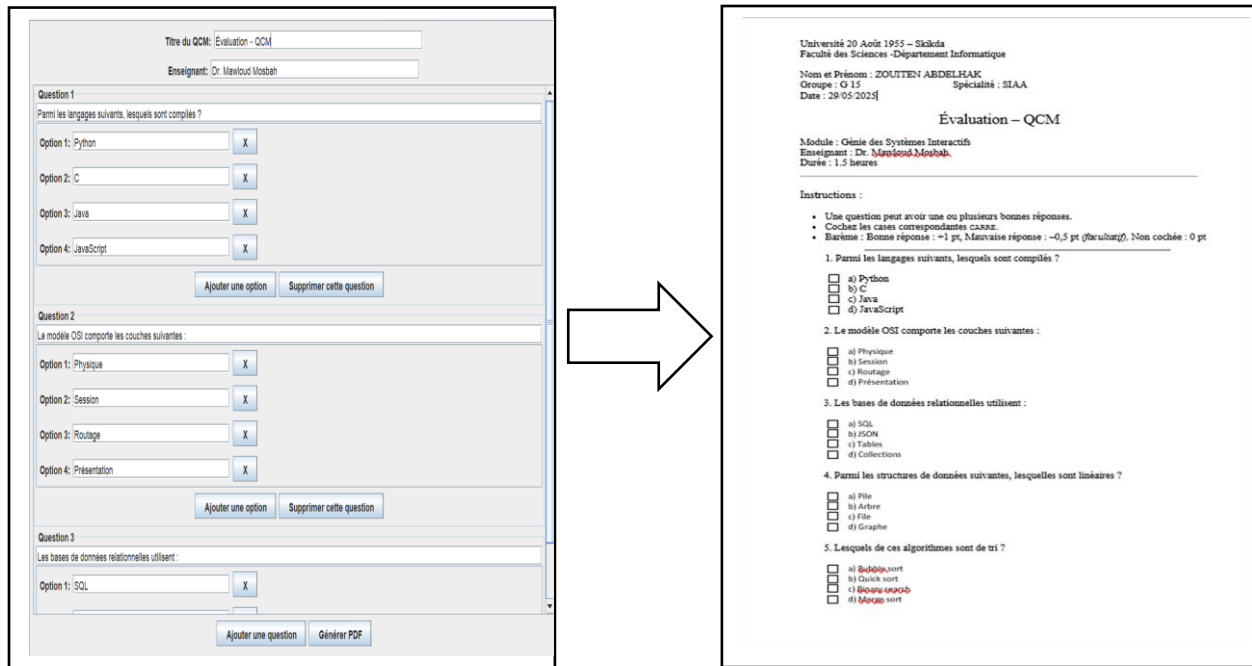 Titre du QCM: Évaluation – QCM
Enseignant: Dr. Mawloud Mosbah
Question 1
Parmi les langages suivants, lesquels sont compilés ?
Option 1: Python X
Option 2: C X
Option 3: Java X
Option 4: JavaScript X
Ajouter une option Supprimer cette question
Question 2
Le modèle OSI comporte les couches suivantes :
Option 1: Physique X
Option 2: Session X
Option 3: Routage X
Option 4: Présentation X
Ajouter une option Supprimer cette question
Question 3
Les bases de données relationnelles utilisent :
Option 1: SQL X
Ajouter une question Générer PDF
Université 20 Août 1955 – Skikda
Faculté des Sciences -Département Informatique
Nom et Prénom : ZOUITEN ABDELHAK
Groupe : G 15 Spécialité : SIAA
Date : 29/05/2025
Évaluation – QCM
Module : Génie des Systèmes Interactifs
Enseignant : Dr. Mawloud Mosbah
Durée : 1.5 heures
Instructions :
• Une question peut avoir une ou plusieurs bonnes réponses.
• Cochez les cases correspondantes CARRE.
• Barème : Bonne réponse : +1 pt, Mauvaise réponse : –0,5 pt (facultatif), Non cochée : 0 pt
1. Parmi les langages suivants, lesquels sont compilés ?
a) Python
b) C
c) Java
d) JavaScript
2. Le modèle OSI comporte les couches suivantes :
a) Physique
b) Session
c) Routage
d) Présentation
3. Les bases de données relationnelles utilisent :
a) SQL
b) JSON
c) Tables
d) Collections
4. Parmi les structures de données suivantes, lesquelles sont linéaires ?
a) Pile
b) Arbre
c) File
d) Graphe
5. Lesquels de ces algorithmes sont de tri ?
a) Bubble sort
b) Quick sort
c) Binary search
d) Merge sort